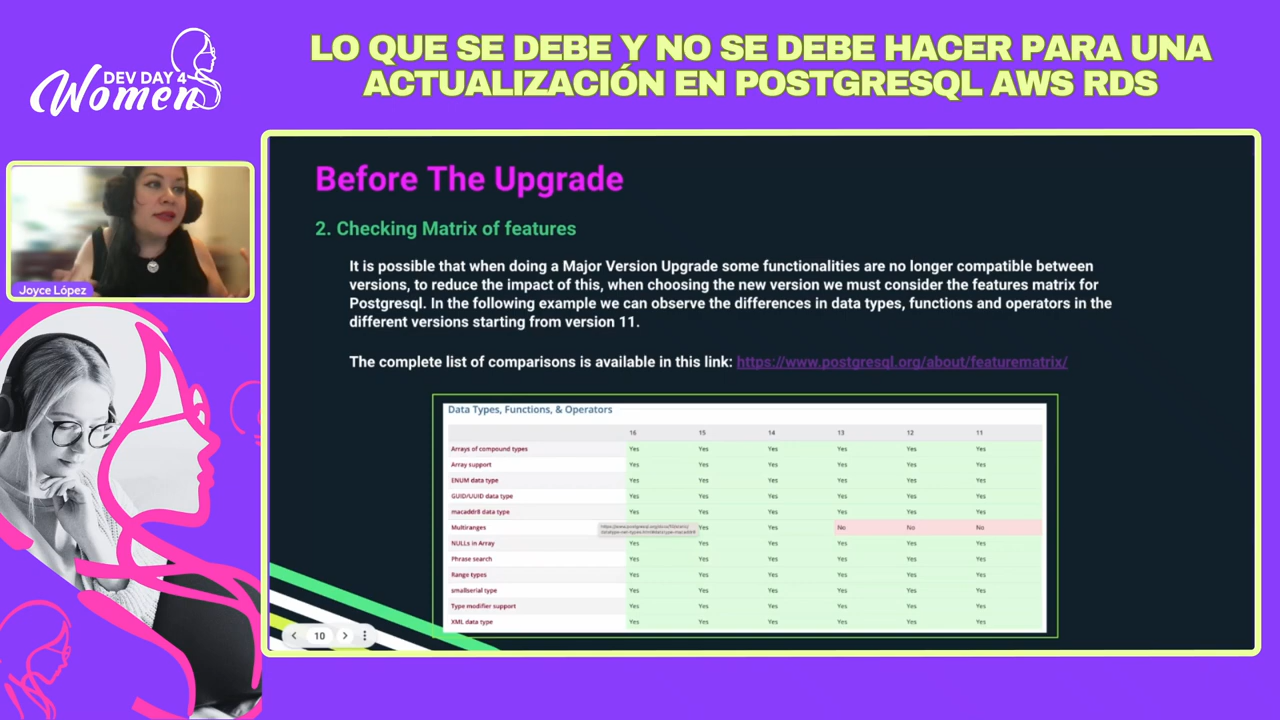 DEV DAY 4
Women
LO QUE SE DEBE Y NO SE DEBE HACER PARA UNA
ACTUALIZACIÓN EN POSTGRESQL AWS RDS
Joyce López
Before The Upgrade
2. Checking Matrix of features
It is possible that when doing a Major Version Upgrade some functionalities are no longer compatible between
versions, to reduce the impact of this, when choosing the new version we must consider the features matrix for
Postgresql. In the following example we can observe the differences in data types, functions and operators in the
different versions starting from version 11.
The complete list of comparisons is available in this link: https://www.postgresql.org/about/featurematrix/
Data Types, Functions, & Operators
16 15 14 13 12 11
Arrays of compound types Yes Yes Yes Yes Yes Yes
Array support Yes Yes Yes Yes Yes Yes
ENUM data type Yes Yes Yes Yes Yes Yes
GUID/UUID data type Yes Yes Yes Yes Yes Yes
macaddr8 data type Yes Yes Yes Yes Yes Yes
Multiranges Yes Yes No No No
NULLs in Array Yes Yes Yes Yes Yes Yes
Phrase search Yes Yes Yes Yes Yes Yes
Range types Yes Yes Yes Yes Yes Yes
smallserial type Yes Yes Yes Yes Yes Yes
Type modifier support Yes Yes Yes Yes Yes Yes
XML data type Yes Yes Yes Yes Yes Yes
10